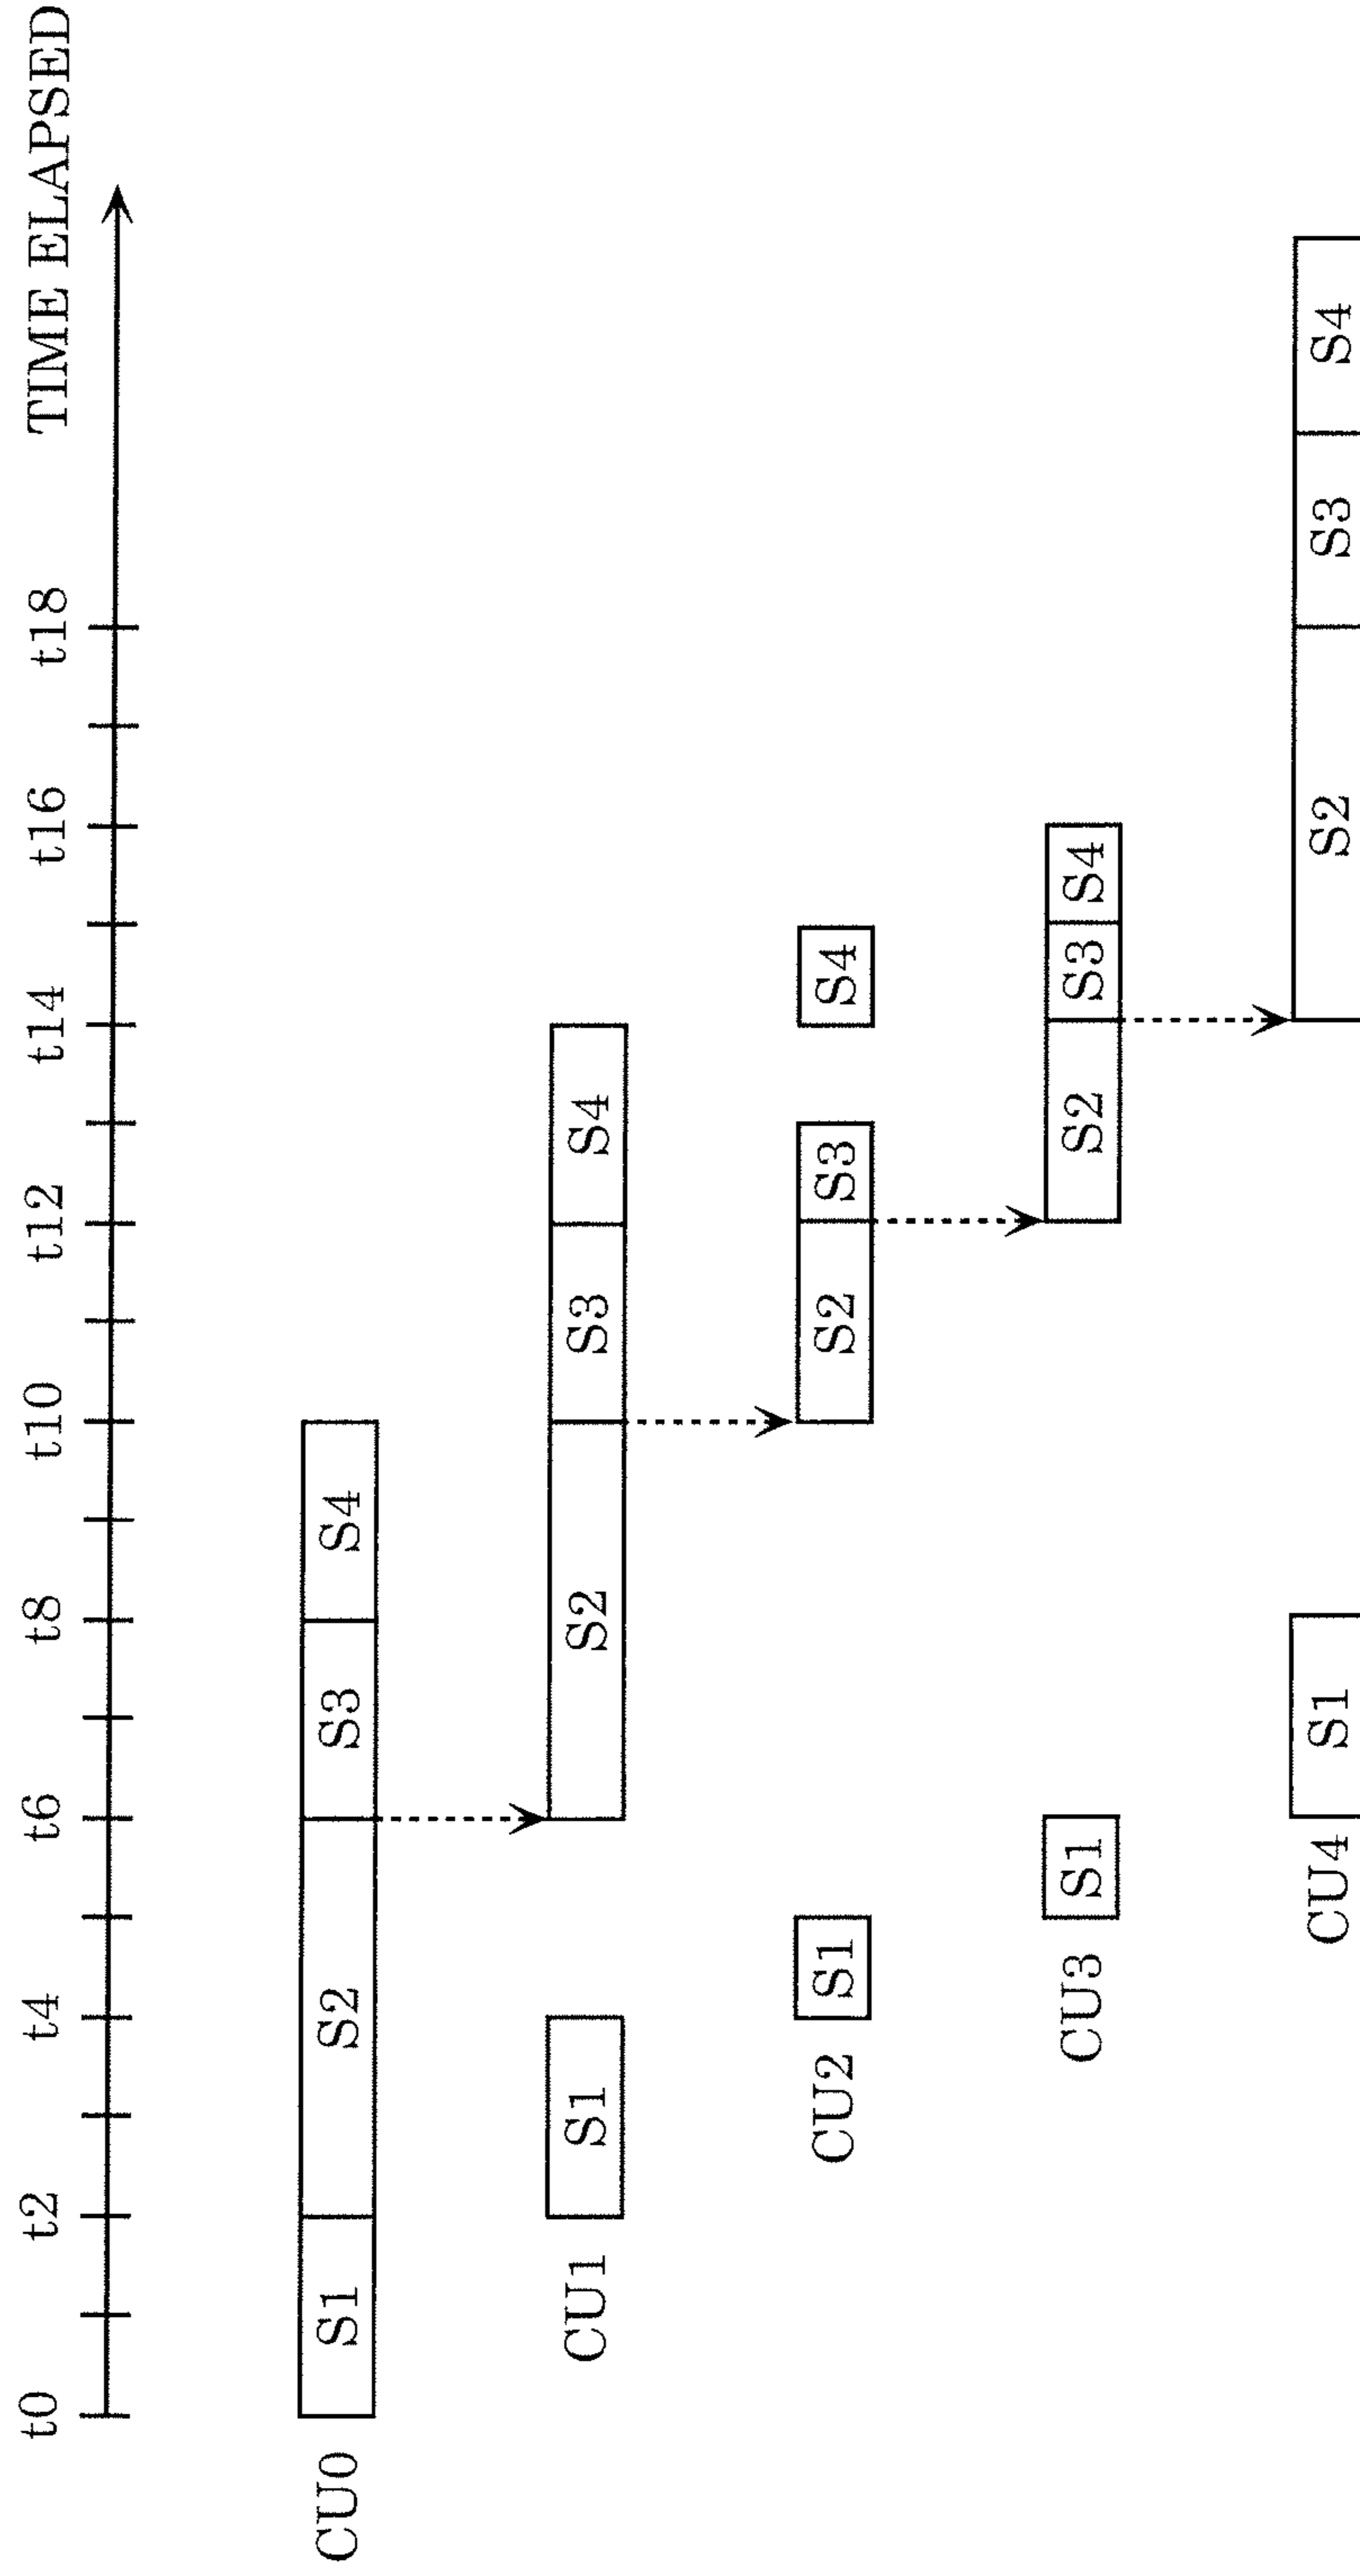 TIME ELAPSED
t0 t2 t4 t6 t8 t10 t12 t14 t16 t18
CU0 S1 S2 S3 S4
CU1 S1 S2 S3 S4
CU2 S1 S2 S3 S4
CU3 S1 S2 S3 S4
CU4 S1 S2 S3 S4